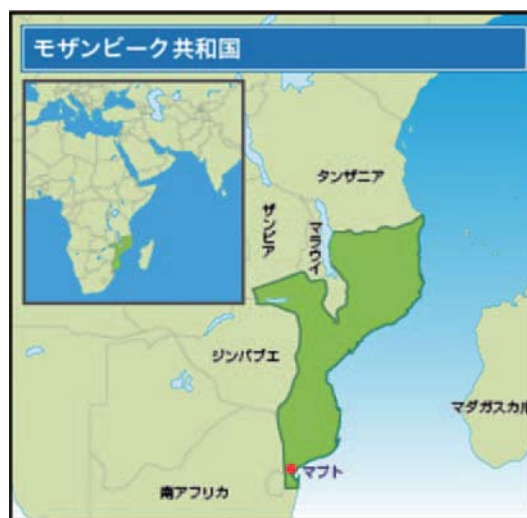 モザンビーク共和国
タンザニア
ザンビア
マラウイ
ジンバブエ
マダガスカル
マプト
南アフリカ